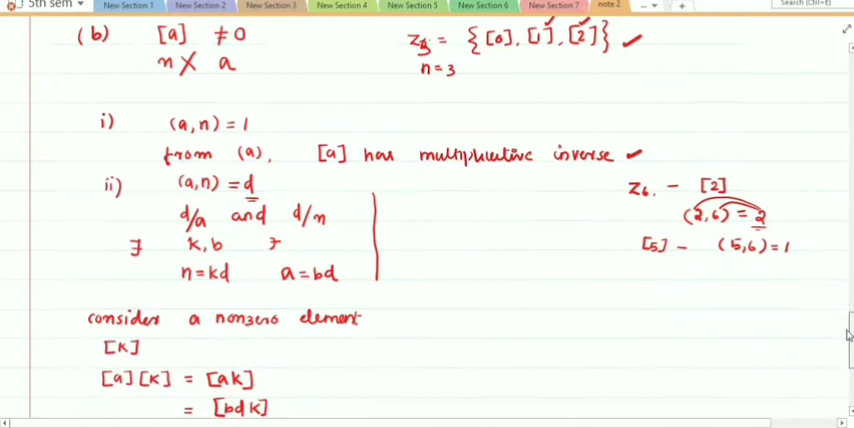 5th sem New Section 1 New Section 2 New Section 3 New Section 4 New Section 5 New Section 6 New Section 7 note 2 Search (Ctrl+E)
(b) [a] ≠0 Z₃ = {[0], [1], [2]} ✓
n ∤ a n=3
i) (a,n)=1
from (a), [a] has multiplicative inverse ✓
ii) (a,n)=d Z₆ - [2]
d/a and d/n (2,6)=2
∃ k,b ∋ [5] - (5,6)=1
n=kd a=bd
consider a nonzero element
[k]
[a][k] = [ak]
= [bdk]